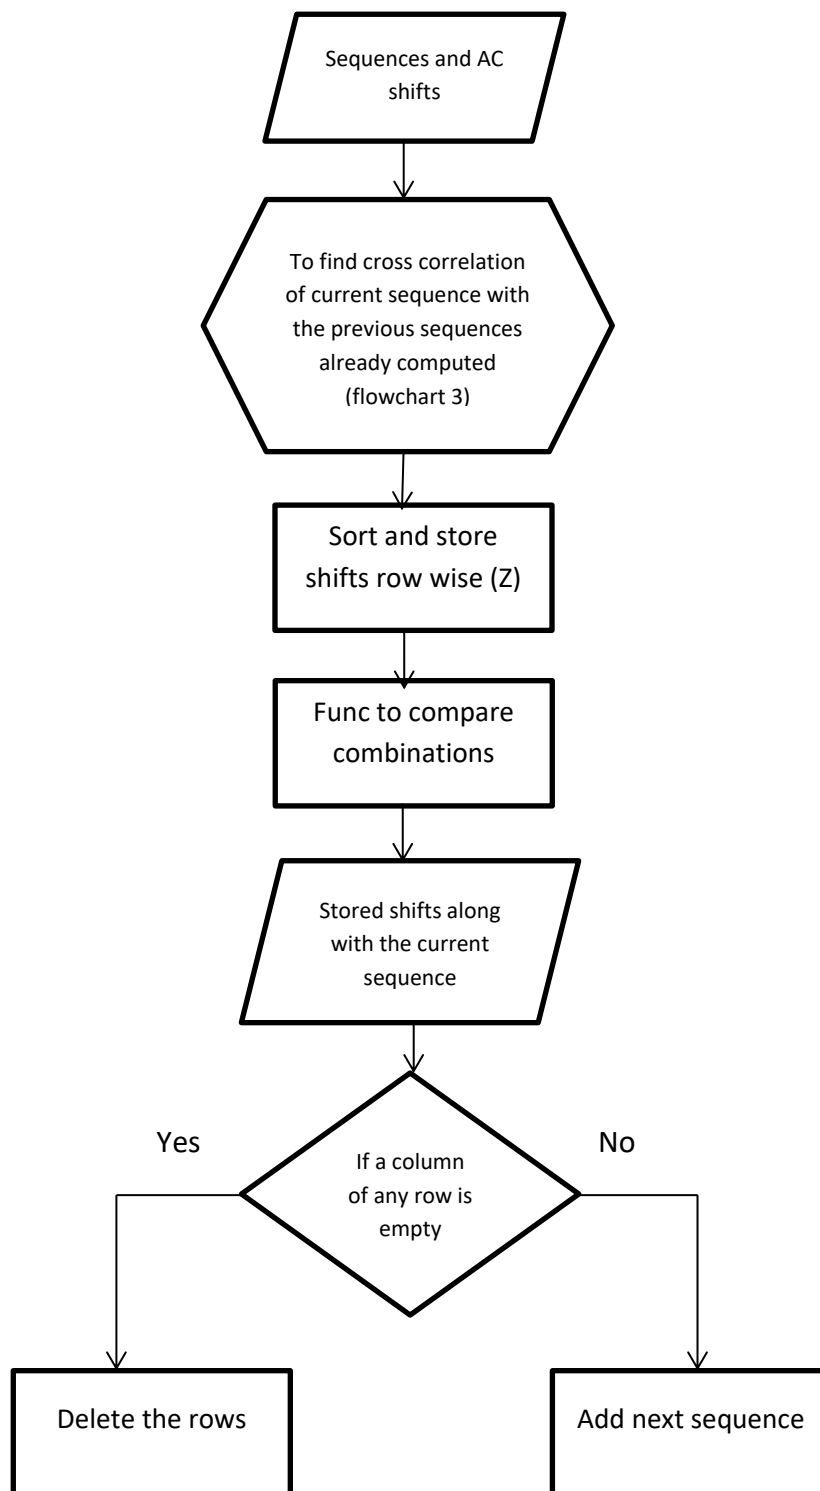 Sequences and AC
shifts
To find cross correlation
of current sequence with
the previous sequences
already computed
(flowchart 3)
Sort and store
shifts row wise (Z)
Func to compare
combinations
Stored shifts along
with the current
sequence
Yes
No
If a column
of any row is
empty
Delete the rows
Add next sequence